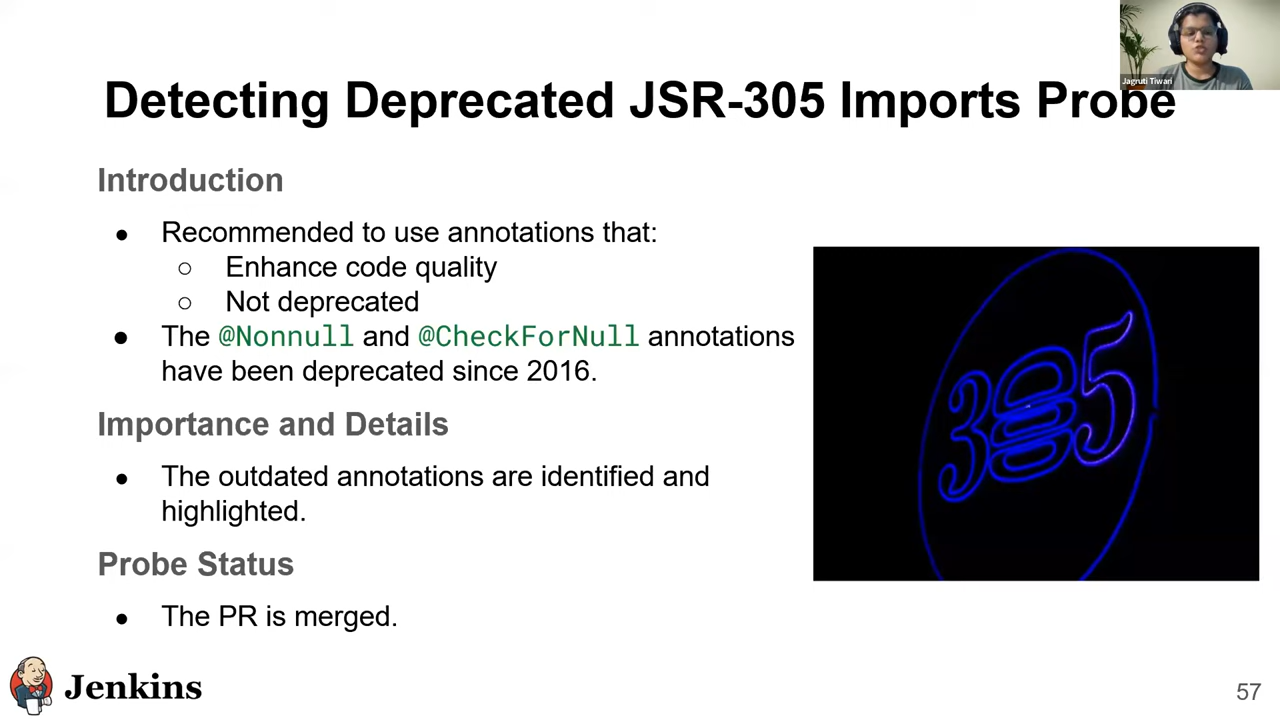 Jagruti Tiwari
Detecting Deprecated JSR-305 Imports Probe
Introduction
● Recommended to use annotations that:
○ Enhance code quality
○ Not deprecated
● The @Nonnull and @CheckForNull annotations
have been deprecated since 2016.
305
Importance and Details
● The outdated annotations are identified and
highlighted.
Probe Status
● The PR is merged.
Jenkins
57